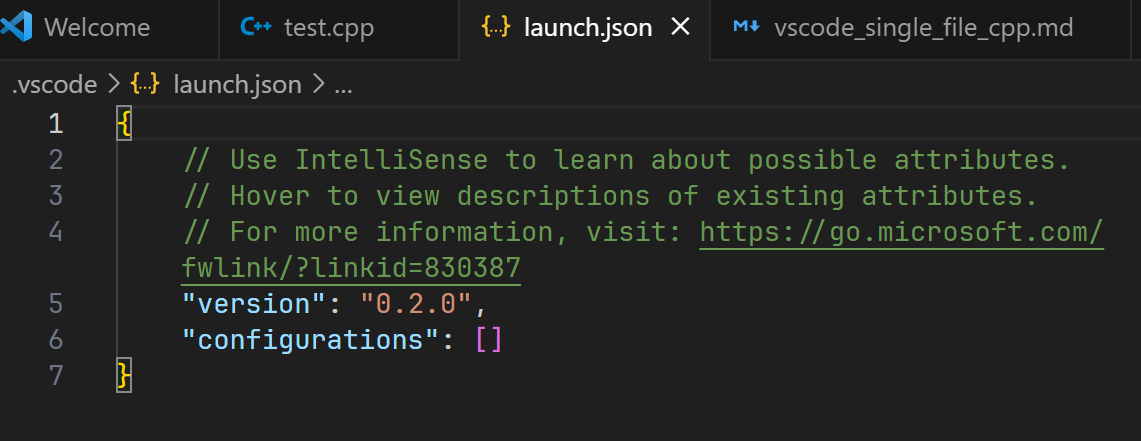 Welcome
test.cpp
launch.json
vscode_single_file_cpp.md
.vscode > {..} launch.json > ...
1 {
2 // Use IntelliSense to learn about possible attributes.
3 // Hover to view descriptions of existing attributes.
4 // For more information, visit: https://go.microsoft.com/
fwlink/?linkid=830387
5 "version": "0.2.0",
6 "configurations": []
7 }